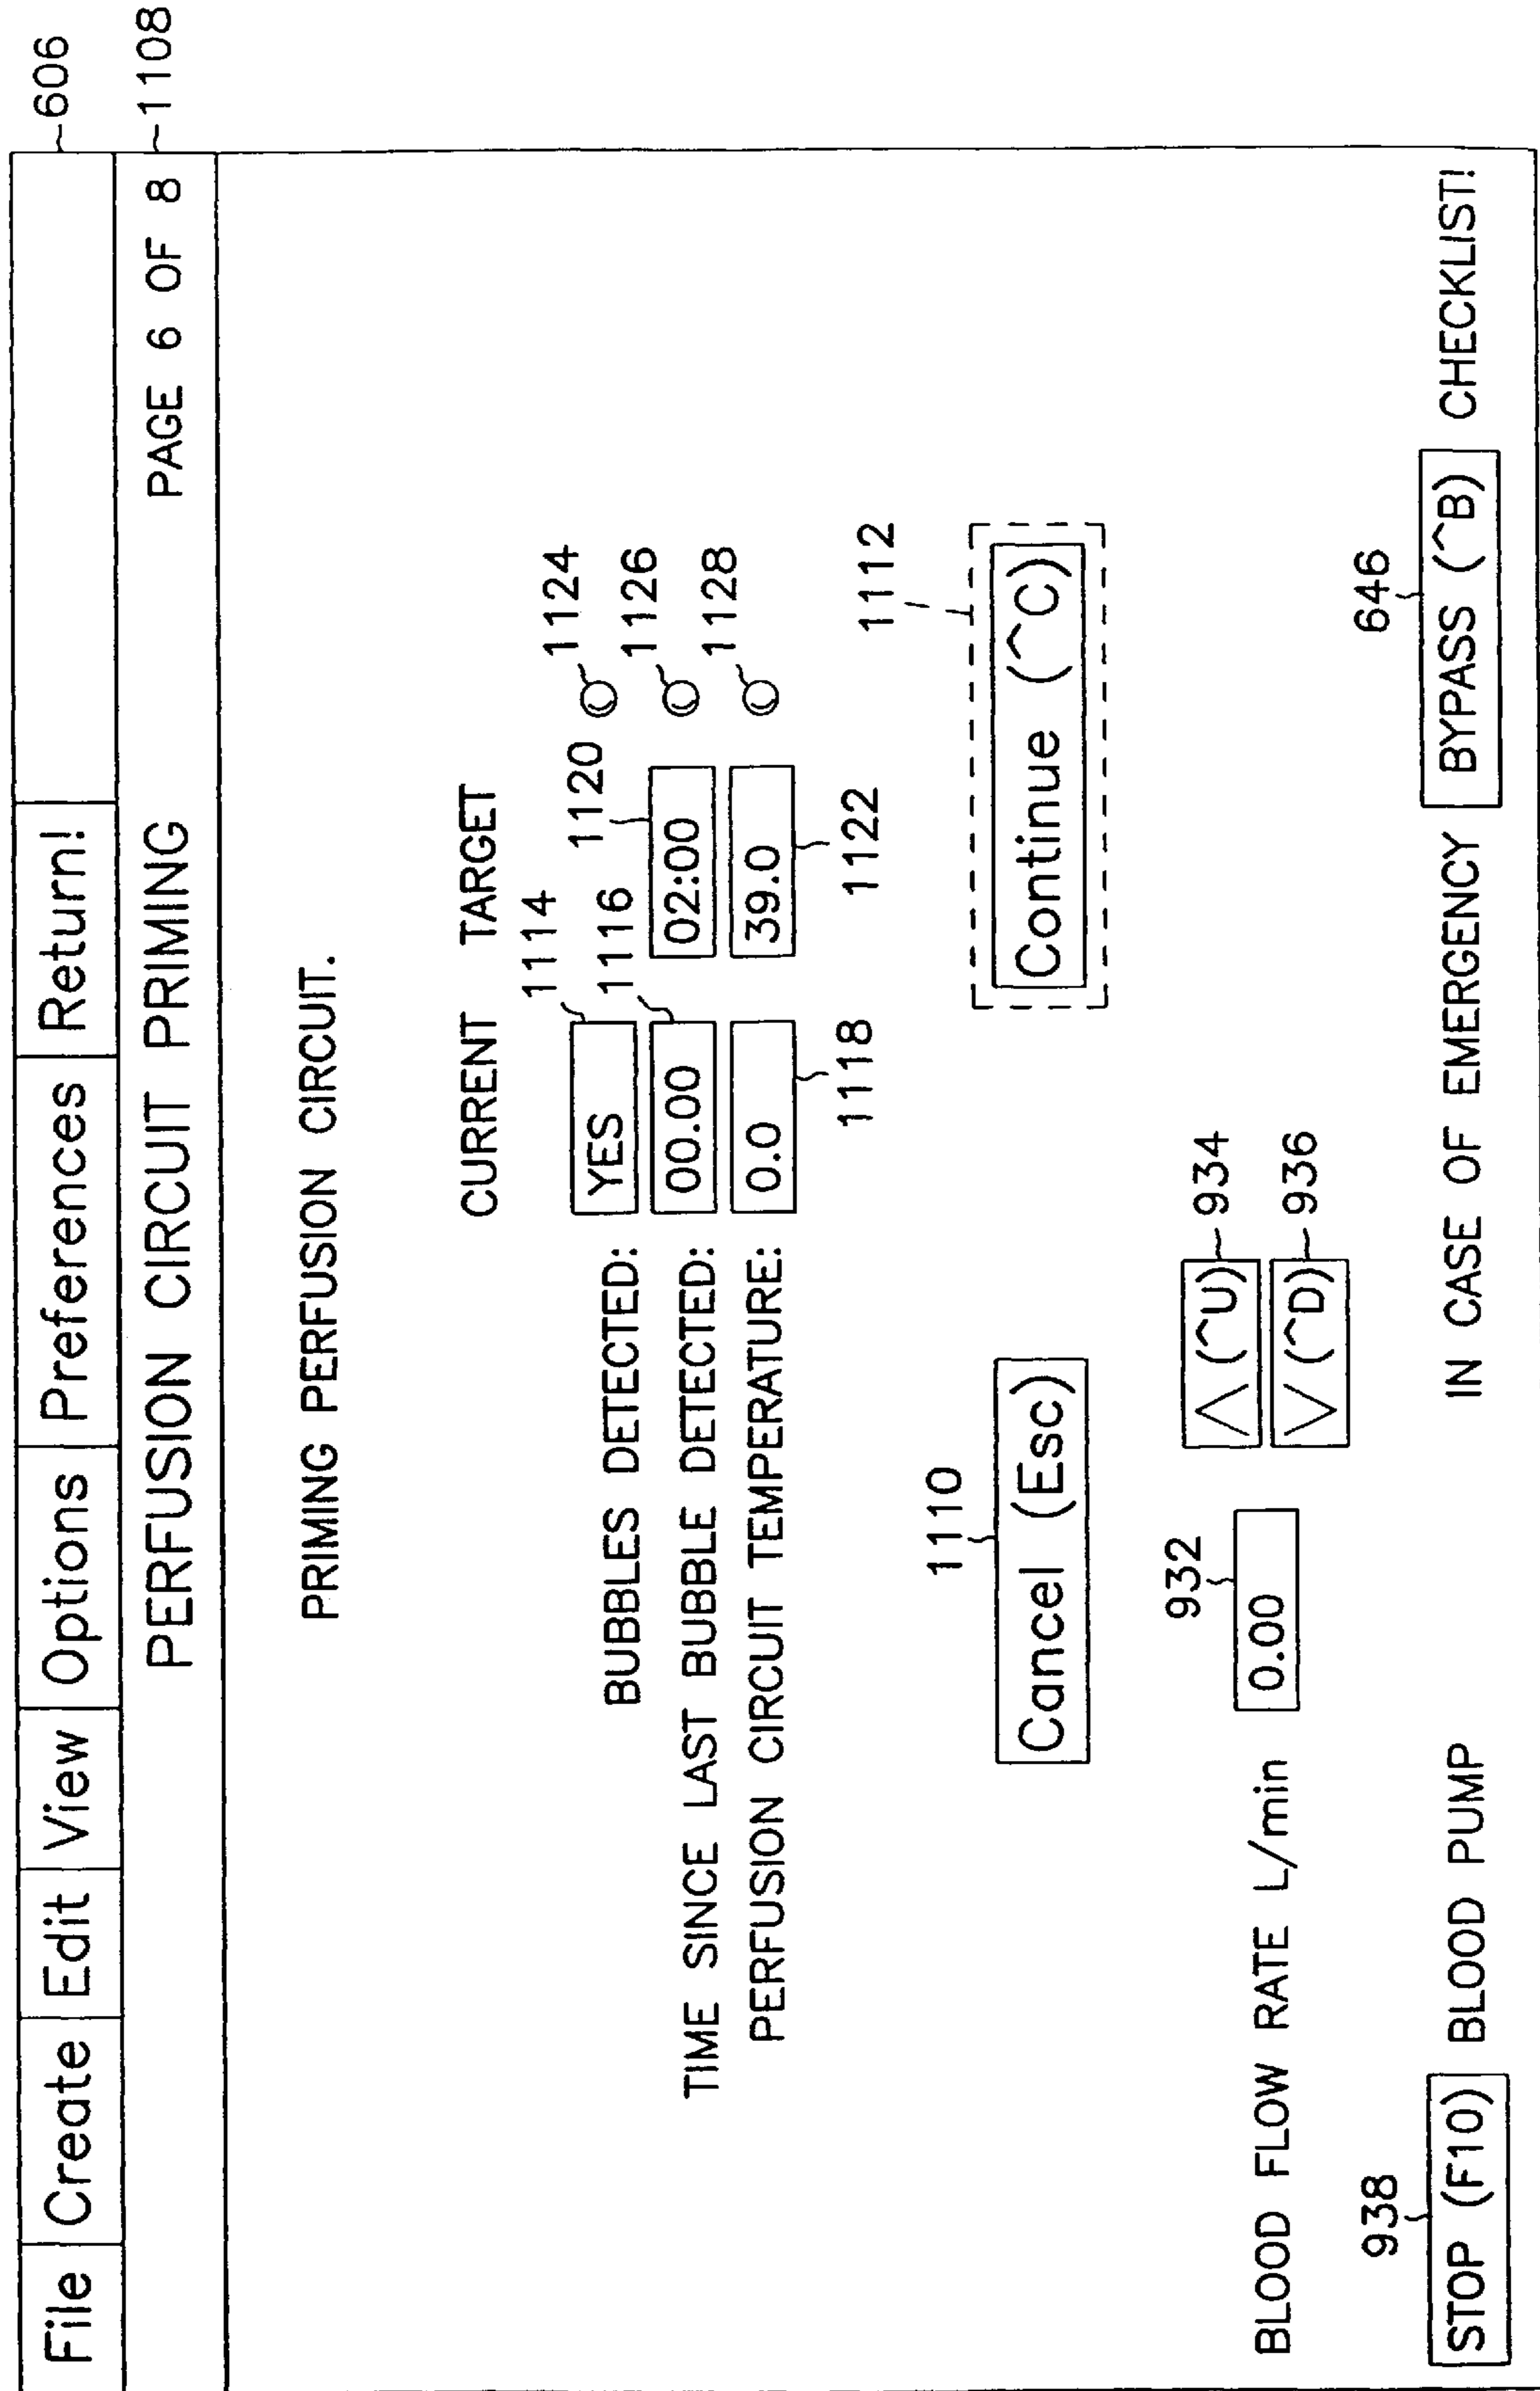 File Create Edit View Options Preferences Return! 606
PERFUSION CIRCUIT PRIMING PAGE 6 OF 8 1108
PRIMING PERFUSION CIRCUIT.
CURRENT TARGET
1114 1120 1124
BUBBLES DETECTED: YES
1116 1126
TIME SINCE LAST BUBBLE DETECTED: 00.00 02:00
1128
PERFUSION CIRCUIT TEMPERATURE: 0.0 39.0
1118 1122
1110 1112
Cancel (Esc) Continue (^C)
932
BLOOD FLOW RATE L/min 0.00
⋀ (^U) 934
⋁ (^D) 936
938 646
STOP (F10) BLOOD PUMP IN CASE OF EMERGENCY BYPASS (^B) CHECKLIST!